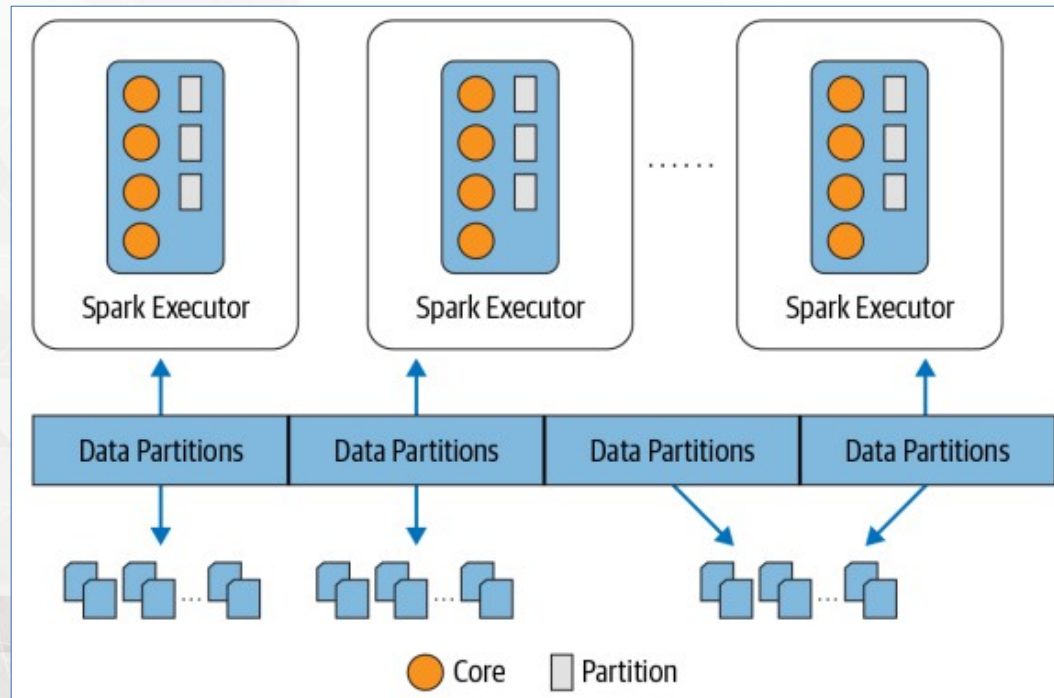 Spark Executor
Spark Executor
......
Spark Executor
Data Partitions
Data Partitions
Data Partitions
Data Partitions
...
...
...
Core
Partition